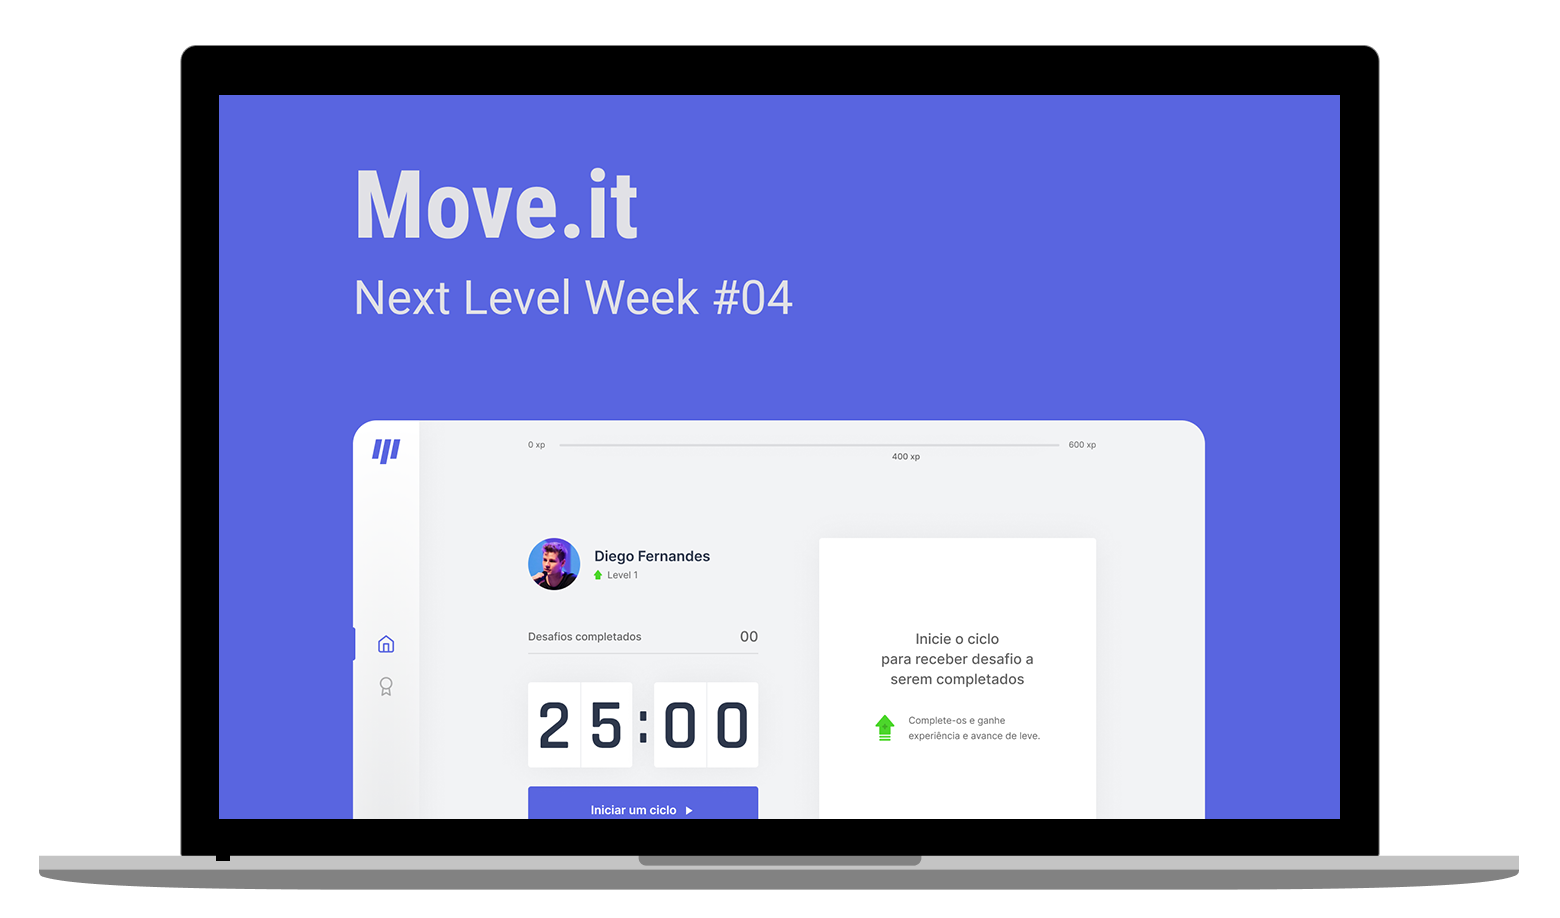 Move.it
Next Level Week #04
0 xp
600 xp
400 xp
Diego Fernandes
Level 1
Desafios completados
00
25:00
Iniciar um ciclo
Inicie o ciclo
para receber desafio a
serem completados
Complete-os e ganhe
experiência e avance de leve.